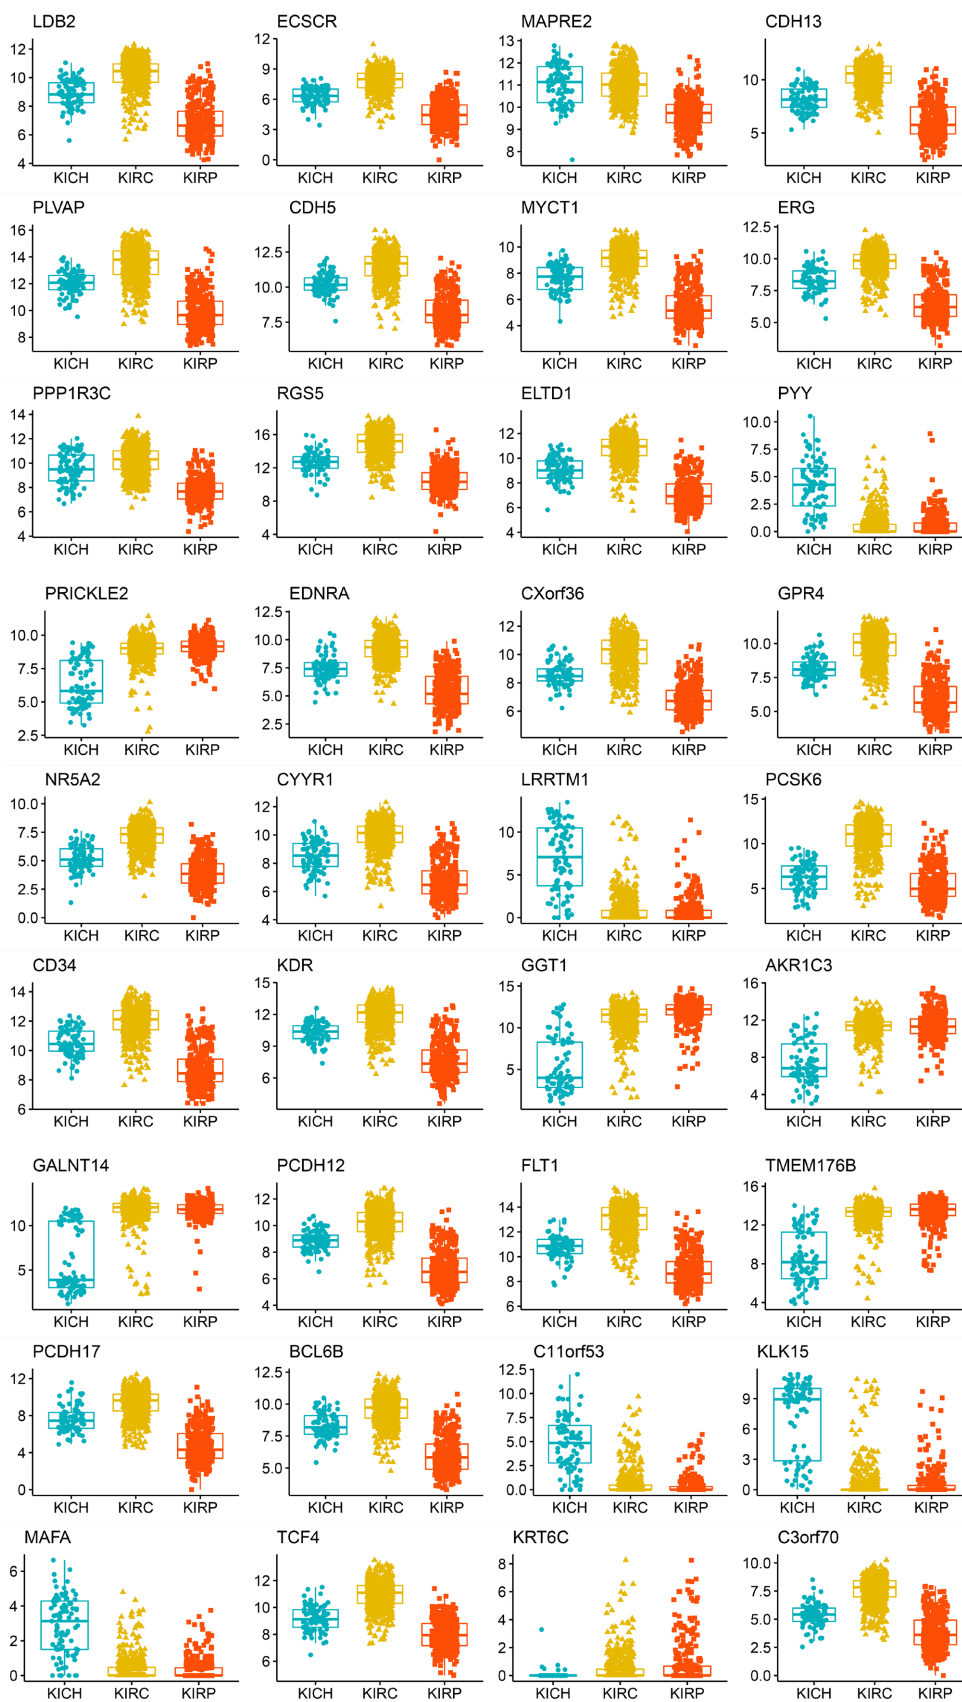 LDB2 ECSCR MAPRE2 CDH13
12 10 8 6 4
12 9 6 3 0
13 12 11 10 9 8
10 5
KICH KIRC KIRP KICH KIRC KIRP KICH KIRC KIRP KICH KIRC KIRP
PLVAP CDH5 MYCT1 ERG
16 14 12 10 8
12.5 10.0 7.5
10 8 6 4
12.5 10.0 7.5 5.0
KICH KIRC KIRP KICH KIRC KIRP KICH KIRC KIRP KICH KIRC KIRP
PPP1R3C RGS5 ELTD1 PYY
14 12 10 8 6 4
16 12 8 4
12 10 8 6 4
10.0 7.5 5.0 2.5 0.0
KICH KIRC KIRP KICH KIRC KIRP KICH KIRC KIRP KICH KIRC KIRP
PRICKLE2 EDNRA CXorf36 GPR4
10.0 7.5 5.0 2.5
12.5 10.0 7.5 5.0 2.5
12 10 8 6
10.0 7.5 5.0
KICH KIRC KIRP KICH KIRC KIRP KICH KIRC KIRP KICH KIRC KIRP
NR5A2 CYYR1 LRRTM1 PCSK6
10.0 7.5 5.0 2.5 0.0
12 10 8 6 4
10 5 0
15 10 5
KICH KIRC KIRP KICH KIRC KIRP KICH KIRC KIRP KICH KIRC KIRP
CD34 KDR GGT1 AKR1C3
14 12 10 8 6
15 12 9 6
15 10 5
16 12 8 4
KICH KIRC KIRP KICH KIRC KIRP KICH KIRC KIRP KICH KIRC KIRP
GALNT14 PCDH12 FLT1 TMEM176B
10 5
12 10 8 6 4
14 12 10 8 6
16 12 8 4
KICH KIRC KIRP KICH KIRC KIRP KICH KIRC KIRP KICH KIRC KIRP
PCDH17 BCL6B C11orf53 KLK15
12 8 4 0
12.5 10.0 7.5 5.0
12.5 10.0 7.5 5.0 2.5 0.0
9 6 3 0
KICH KIRC KIRP KICH KIRC KIRP KICH KIRC KIRP KICH KIRC KIRP
MAFA TCF4 KRT6C C3orf70
6 4 2 0
12 10 8 6
8 6 4 2 0
10.0 7.5 5.0 2.5 0.0
KICH KIRC KIRP KICH KIRC KIRP KICH KIRC KIRP KICH KIRC KIRP